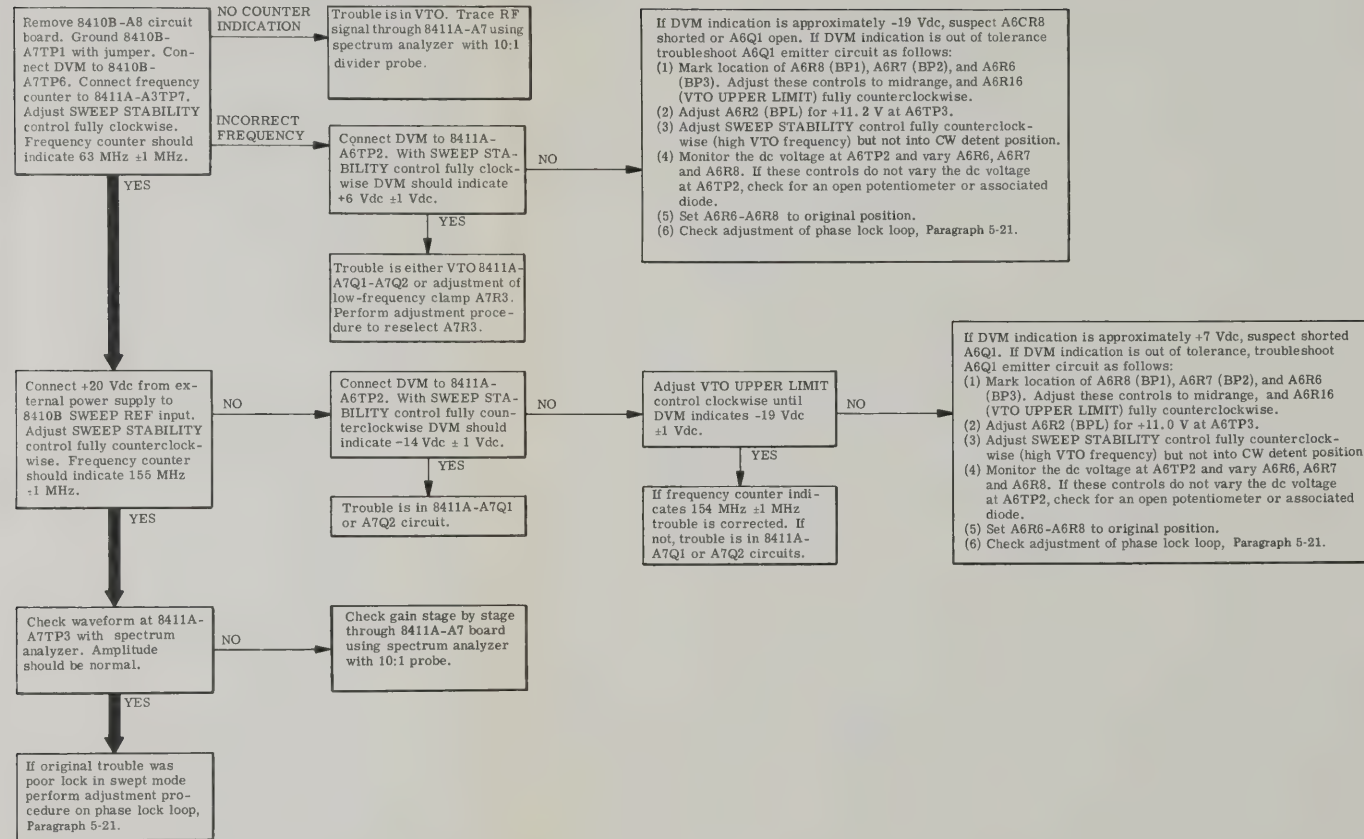 Remove 8410B-A8 circuit
board. Ground 8410B-
A7TP1 with jumper. Con-
nect DVM to 8410B-
A7TP6. Connect frequency
counter to 8411A-A3TP7.
Adjust SWEEP STABILITY
control fully clockwise.
Frequency counter should
indicate 63 MHz ±1 MHz.
NO COUNTER
INDICATION
Trouble is in VTO. Trace RF
signal through 8411A-A7 using
spectrum analyzer with 10:1
divider probe.
INCORRECT
FREQUENCY
Connect DVM to 8411A-
A6TP2. With SWEEP STA-
BILITY control fully clock-
wise DVM should indicate
+6 Vdc ±1 Vdc.
NO
If DVM indication is approximately -19 Vdc, suspect A6CR8
shorted or A6Q1 open. If DVM indication is out of tolerance
troubleshoot A6Q1 emitter circuit as follows:
(1) Mark location of A6R8 (BP1), A6R7 (BP2), and A6R6
(BP3). Adjust these controls to midrange, and A6R16
(VTO UPPER LIMIT) fully counterclockwise.
(2) Adjust A6R2 (BPL) for +11.2 V at A6TP3.
(3) Adjust SWEEP STABILITY control fully counterclock-
wise (high VTO frequency) but not into CW detent position.
(4) Monitor the dc voltage at A6TP2 and vary A6R6, A6R7
and A6R8. If these controls do not vary the dc voltage
at A6TP2, check for an open potentiometer or associated
diode.
(5) Set A6R6-A6R8 to original position.
(6) Check adjustment of phase lock loop, Paragraph 5-21.
YES
Trouble is either VTO 8411A-
A7Q1-A7Q2 or adjustment of
low-frequency clamp A7R3.
Perform adjustment proce-
dure to reselect A7R3.
YES
Connect +20 Vdc from ex-
ternal power supply to
8410B SWEEP REF input.
Adjust SWEEP STABILITY
control fully counterclock-
wise. Frequency counter
should indicate 155 MHz
±1 MHz.
NO
Connect DVM to 8411A-
A6TP2. With SWEEP STA-
BILITY control fully coun-
terclockwise DVM should
indicate -14 Vdc ± 1 Vdc.
NO
Adjust VTO UPPER LIMIT
control clockwise until
DVM indicates -19 Vdc
±1 Vdc.
NO
If DVM indication is approximately +7 Vdc, suspect shorted
A6Q1. If DVM indication is out of tolerance, troubleshoot
A6Q1 emitter circuit as follows:
(1) Mark location of A6R8 (BP1), A6R7 (BP2), and A6R6
(BP3). Adjust these controls to midrange, and A6R16
(VTO UPPER LIMIT) fully counterclockwise.
(2) Adjust A6R2 (BPL) for +11.0 V at A6TP3.
(3) Adjust SWEEP STABILITY control fully counterclock-
wise (high VTO frequency) but not into CW detent position
(4) Monitor the dc voltage at A6TP2 and vary A6R6, A6R7
and A6R8. If these controls do not vary the dc voltage
at A6TP2, check for an open potentiometer or associated
diode.
(5) Set A6R6-A6R8 to original position.
(6) Check adjustment of phase lock loop, Paragraph 5-21.
YES
Trouble is in 8411A-A7Q1
or A7Q2 circuit.
YES
If frequency counter indi-
cates 154 MHz ±1 MHz
trouble is corrected. If
not, trouble is in 8411A-
A7Q1 or A7Q2 circuits.
YES
Check waveform at 8411A-
A7TP3 with spectrum
analyzer. Amplitude
should be normal.
NO
Check gain stage by stage
through 8411A-A7 board
using spectrum analyzer
with 10:1 probe.
YES
If original trouble was
poor lock in swept mode
perform adjustment pro-
cedure on phase lock loop,
Paragraph 5-21.